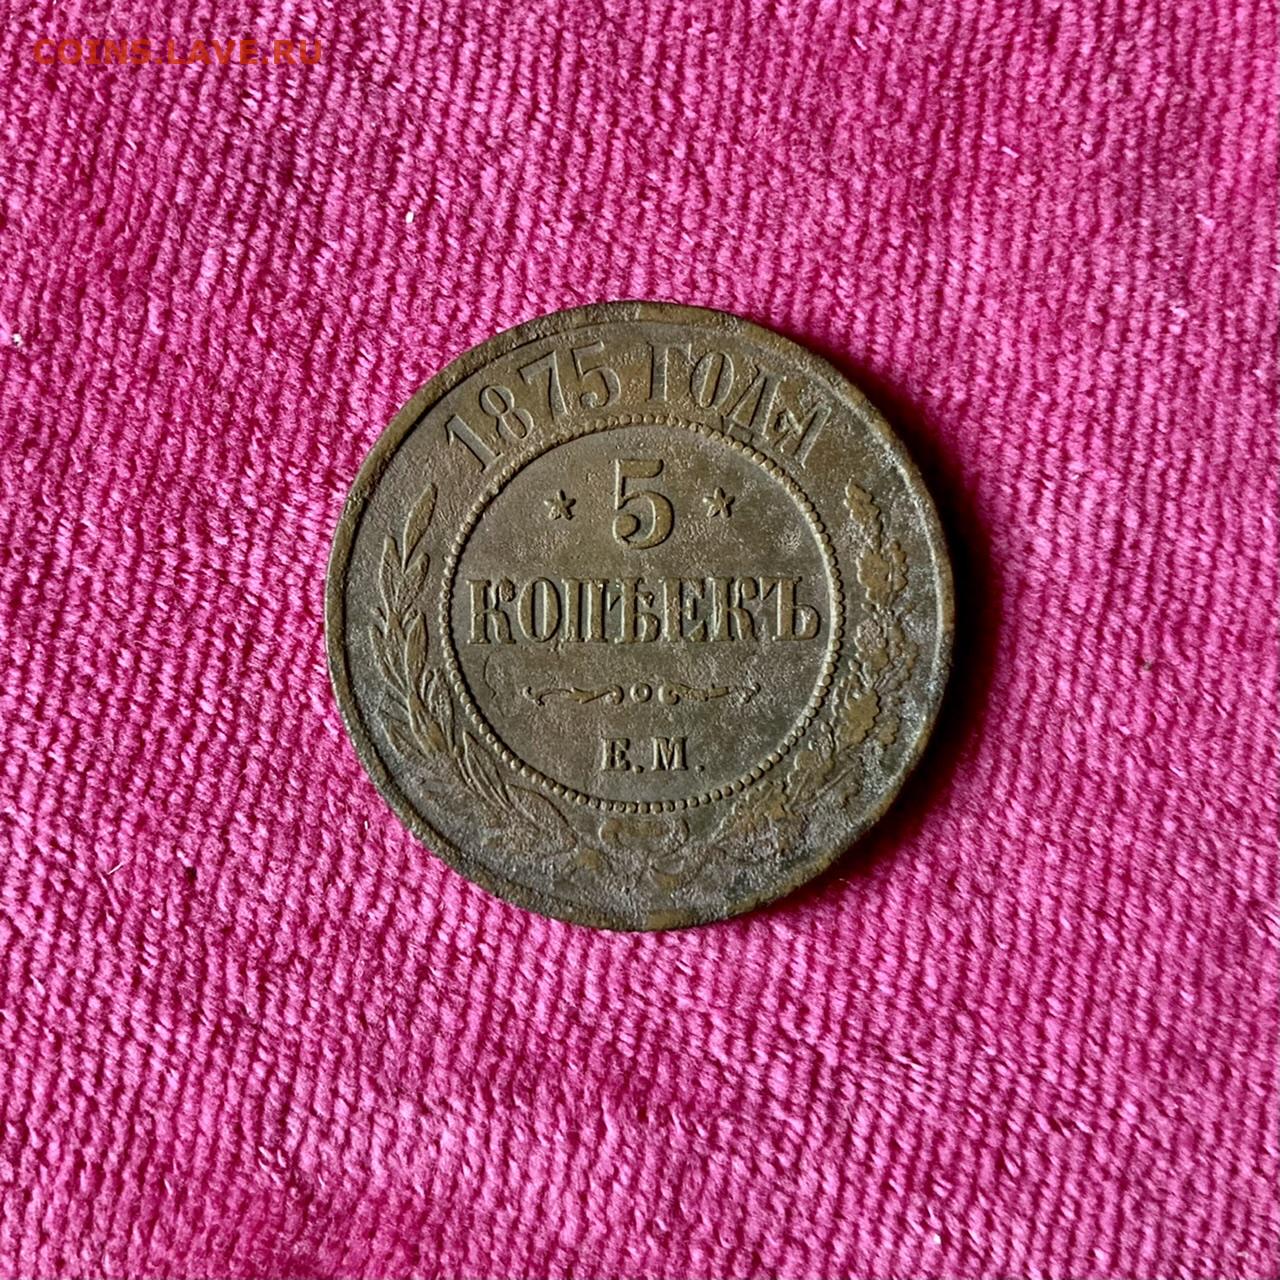 COINS.LAVE.RU
1875 ГОДА
5
КОПѢЕКЪ
Е.М.